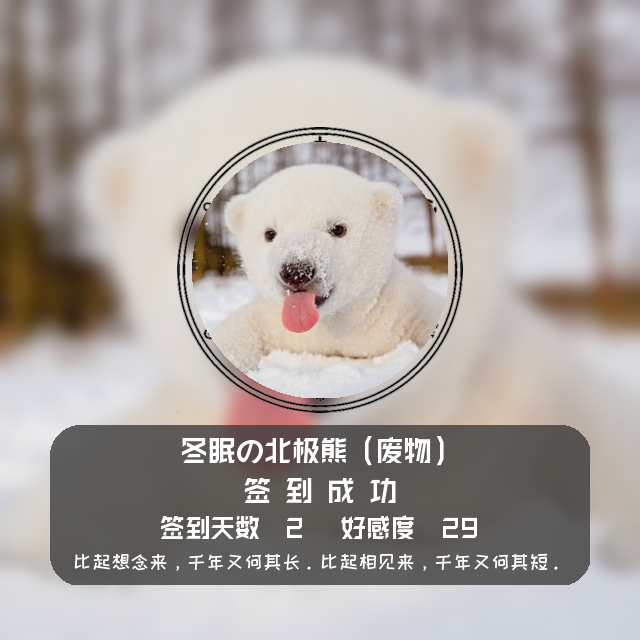 冬眠の北极熊（废物）
签 到 成 功
签到天数 2 好感度 29
比起想念来，千年又何其长。比起相见来，千年又何其短。